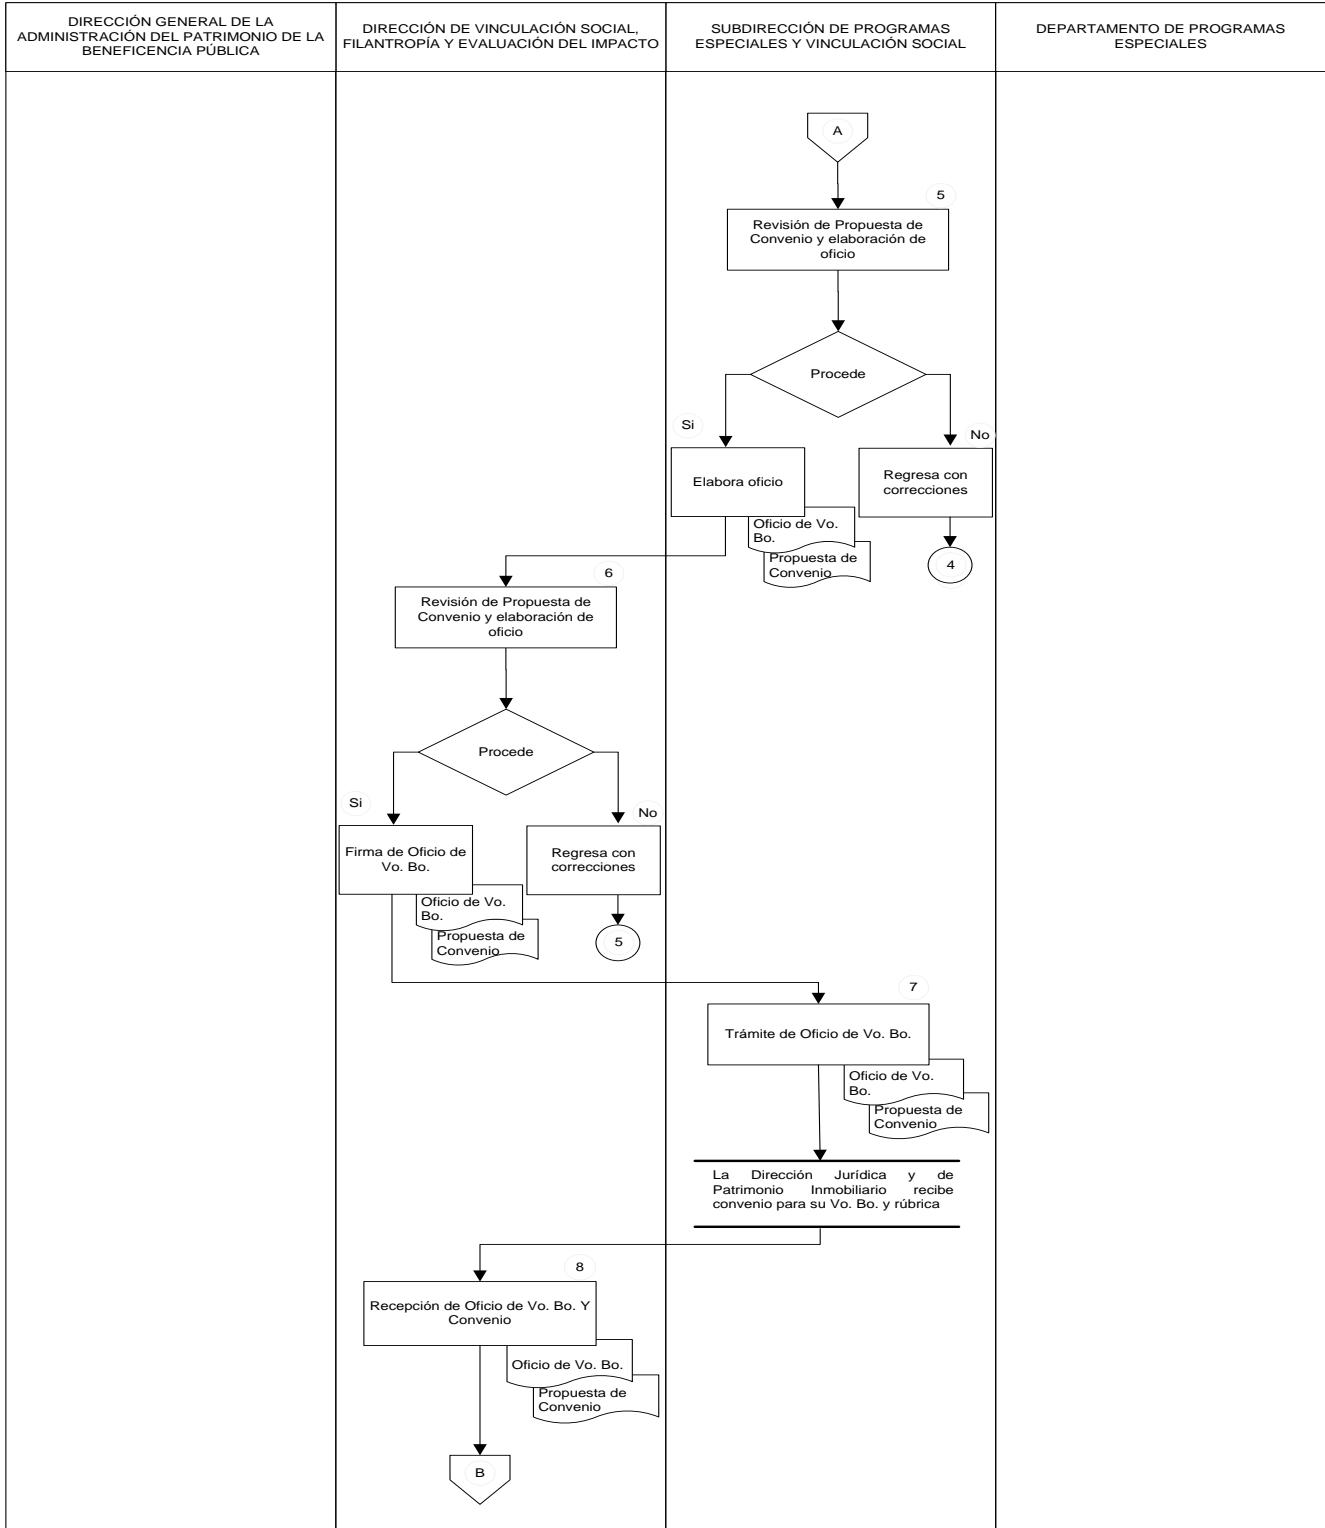 DIRECCIÓN GENERAL DE LA
ADMINISTRACIÓN DEL PATRIMONIO DE LA
BENEFICENCIA PÚBLICA
DIRECCIÓN DE VINCULACIÓN SOCIAL,
FILANTROPÍA Y EVALUACIÓN DEL IMPACTO
SUBDIRECCIÓN DE PROGRAMAS
ESPECIALES Y VINCULACIÓN SOCIAL
DEPARTAMENTO DE PROGRAMAS
ESPECIALES
A
5
Revisión de Propuesta de
Convenio y elaboración de
oficio
Procede
Si
No
Elabora oficio
Regresa con
correcciones
Oficio de Vo.
Bo.
Propuesta de
Convenio
4
6
Revisión de Propuesta de
Convenio y elaboración de
oficio
Procede
Si
No
Firma de Oficio de
Vo. Bo.
Regresa con
correcciones
Oficio de Vo.
Bo.
Propuesta de
Convenio
5
7
Trámite de Oficio de Vo. Bo.
Oficio de Vo.
Bo.
Propuesta de
Convenio
La Dirección Jurídica y de
Patrimonio Inmobiliario recibe
convenio para su Vo. Bo. y rúbrica
8
Recepción de Oficio de Vo. Bo. Y
Convenio
Oficio de Vo. Bo.
Propuesta de
Convenio
B